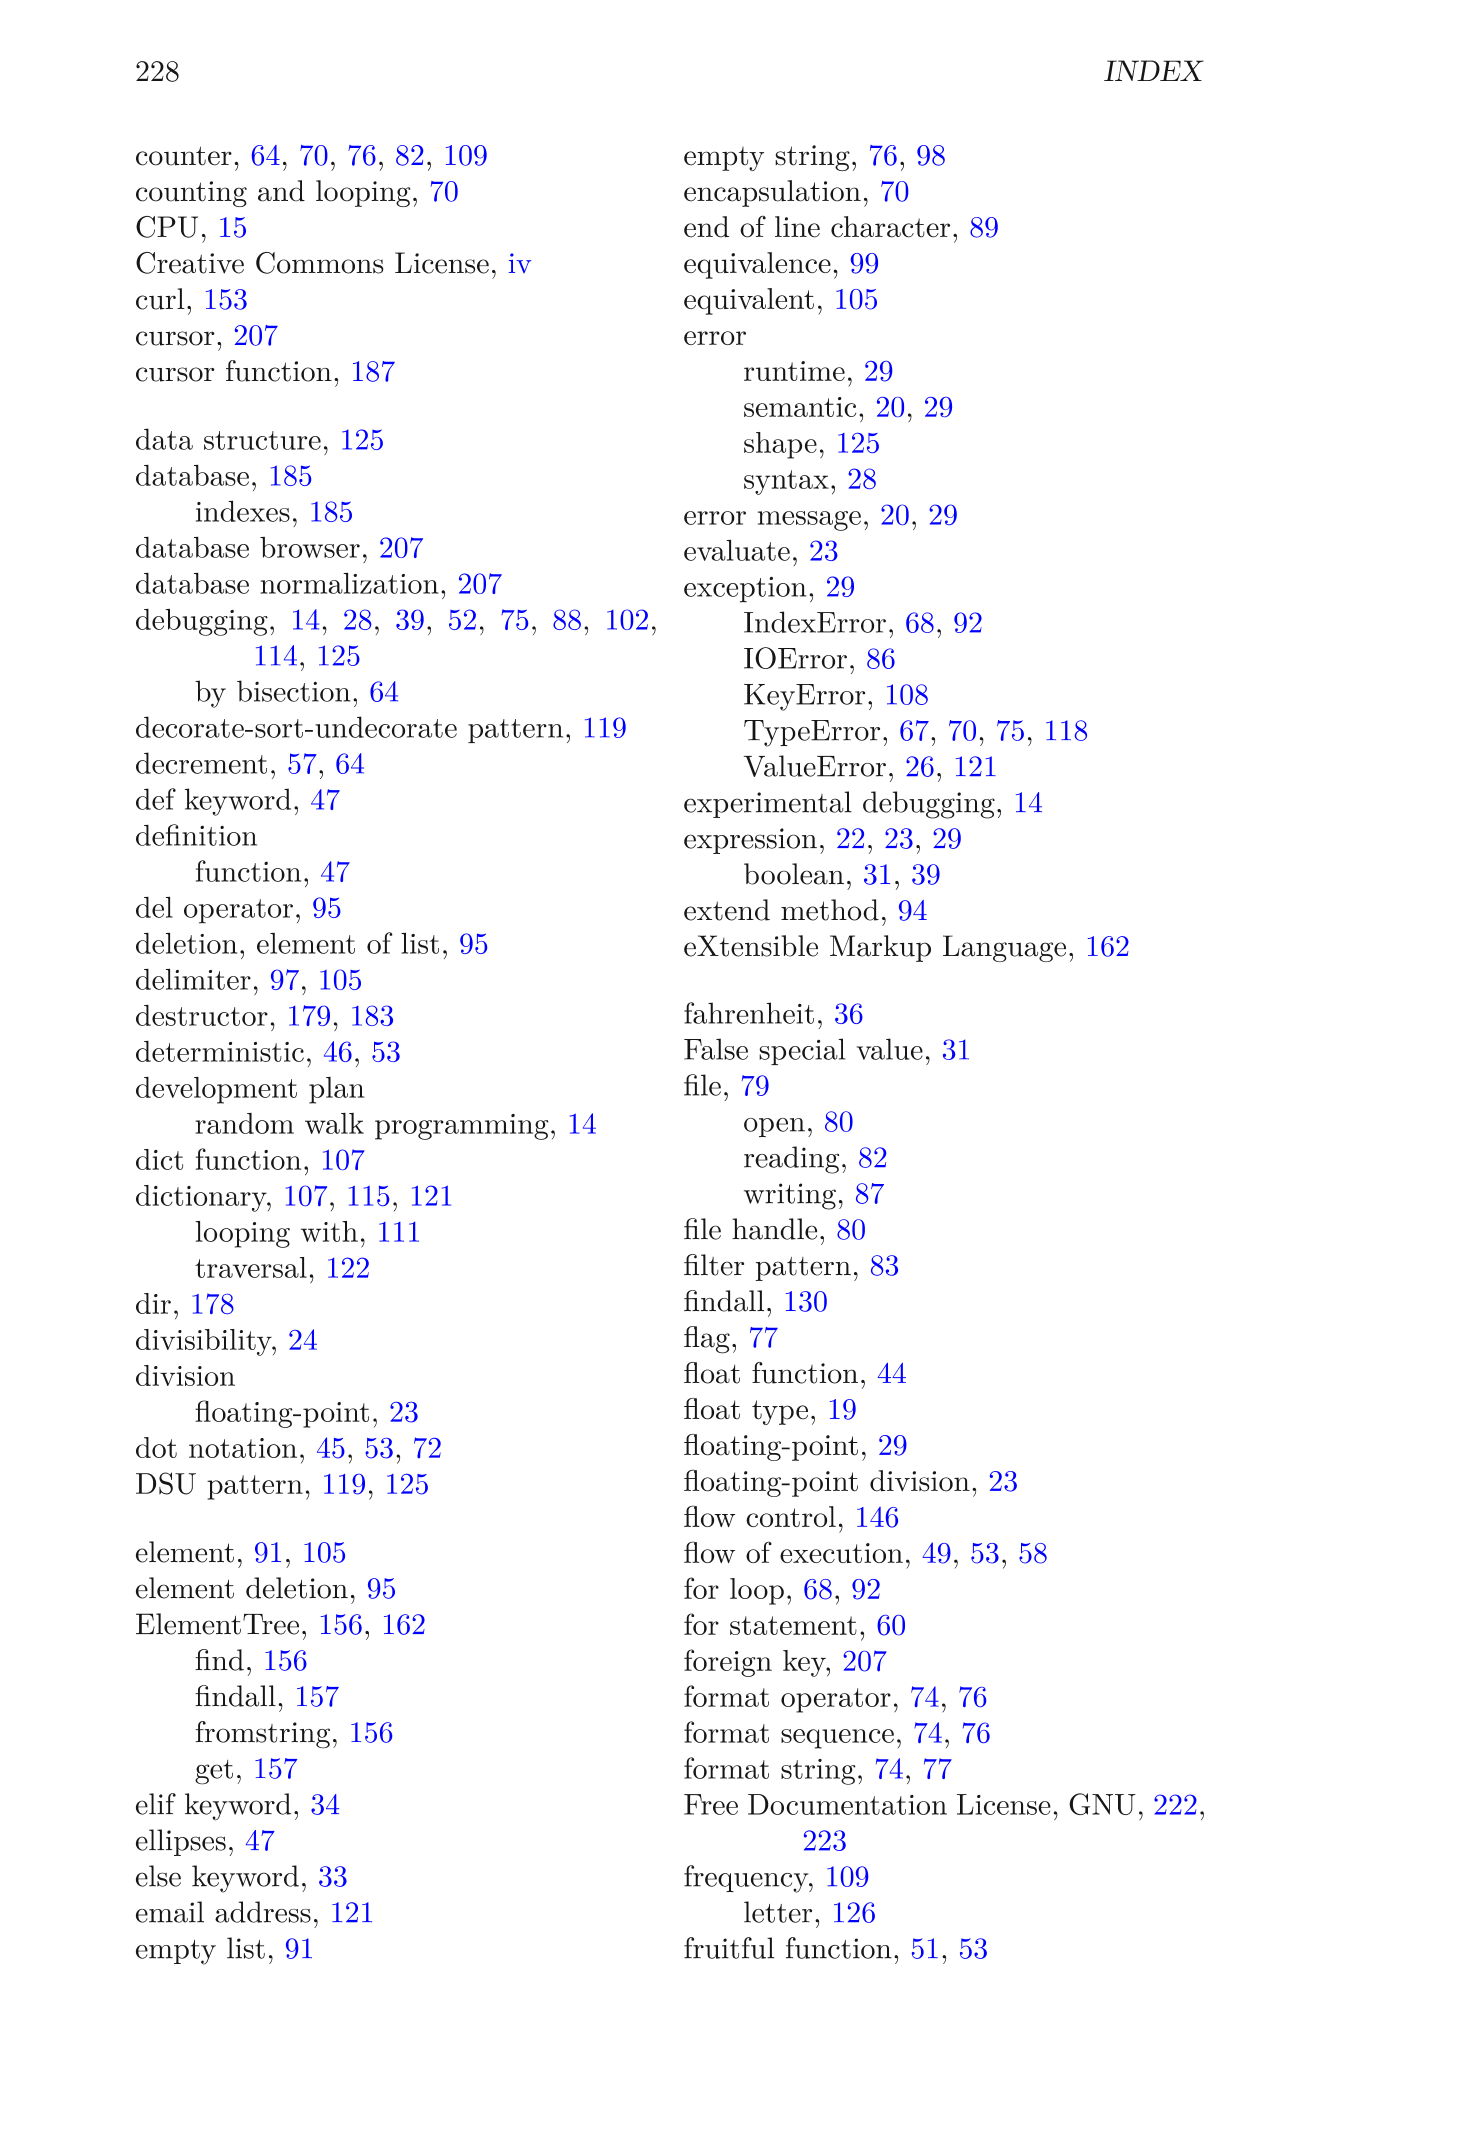 228
INDEX
counter, 64, 70, 76, 82, 109
counting and looping, 70
CPU, 15
Creative Commons License, iv
curl, 153
cursor, 207
cursor function, 187
data structure, 125
database, 185
indexes, 185
database browser, 207
database normalization, 207
debugging, 14, 28, 39, 52, 75, 88, 102,
114, 125
by bisection, 64
decorate-sort-undecorate pattern, 119
decrement, 57, 64
def keyword, 47
definition
function, 47
del operator, 95
deletion, element of list, 95
delimiter, 97, 105
destructor, 179, 183
deterministic, 46, 53
development plan
random walk programming, 14
dict function, 107
dictionary, 107, 115, 121
looping with, 111
traversal, 122
dir, 178
divisibility, 24
division
floating-point, 23
dot notation, 45, 53, 72
DSU pattern, 119, 125
element, 91, 105
element deletion, 95
ElementTree, 156, 162
find, 156
findall, 157
fromstring, 156
get, 157
elif keyword, 34
ellipses, 47
else keyword, 33
email address, 121
empty list, 91
empty string, 76, 98
encapsulation, 70
end of line character, 89
equivalence, 99
equivalent, 105
error
runtime, 29
semantic, 20, 29
shape, 125
syntax, 28
error message, 20, 29
evaluate, 23
exception, 29
IndexError, 68, 92
IOError, 86
KeyError, 108
TypeError, 67, 70, 75, 118
ValueError, 26, 121
experimental debugging, 14
expression, 22, 23, 29
boolean, 31, 39
extend method, 94
eXtensible Markup Language, 162
fahrenheit, 36
False special value, 31
file, 79
open, 80
reading, 82
writing, 87
file handle, 80
filter pattern, 83
findall, 130
flag, 77
float function, 44
float type, 19
floating-point, 29
floating-point division, 23
flow control, 146
flow of execution, 49, 53, 58
for loop, 68, 92
for statement, 60
foreign key, 207
format operator, 74, 76
format sequence, 74, 76
format string, 74, 77
Free Documentation License, GNU, 222,
223
frequency, 109
letter, 126
fruitful function, 51, 53